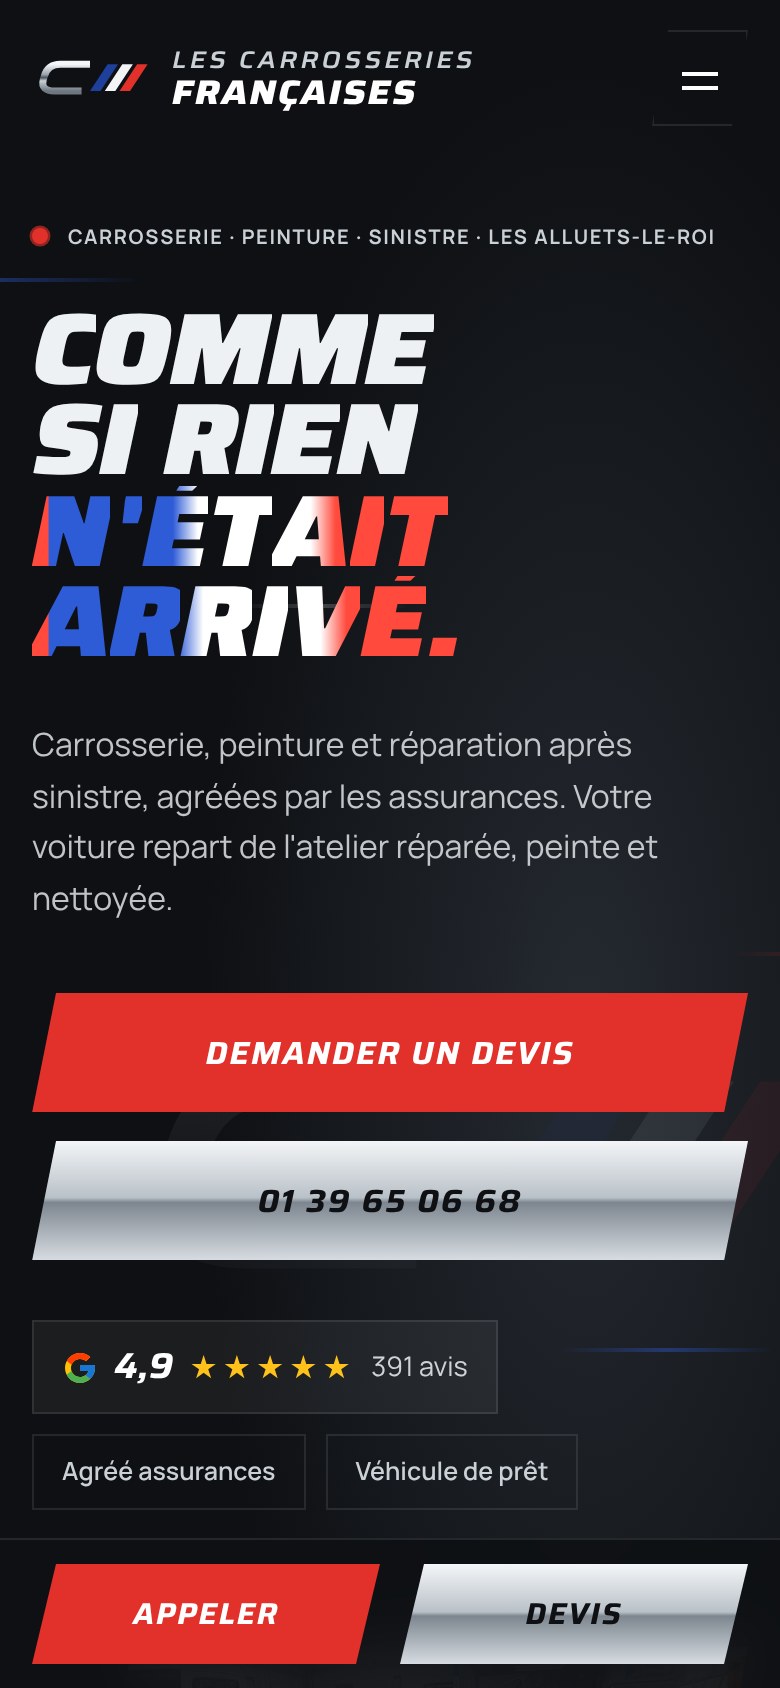 LES CARROSSERIES
FRANÇAISES
CARROSSERIE · PEINTURE · SINISTRE · LES ALLUETS-LE-ROI
COMME
SI RIEN
N'ÉTAIT
ARRIVÉ.
Carrosserie, peinture et réparation après
sinistre, agréées par les assurances. Votre
voiture repart de l'atelier réparée, peinte et
nettoyée.
DEMANDER UN DEVIS
01 39 65 06 68
4,9 ★★★★★ 391 avis
Agréé assurances
Véhicule de prêt
APPELER
DEVIS